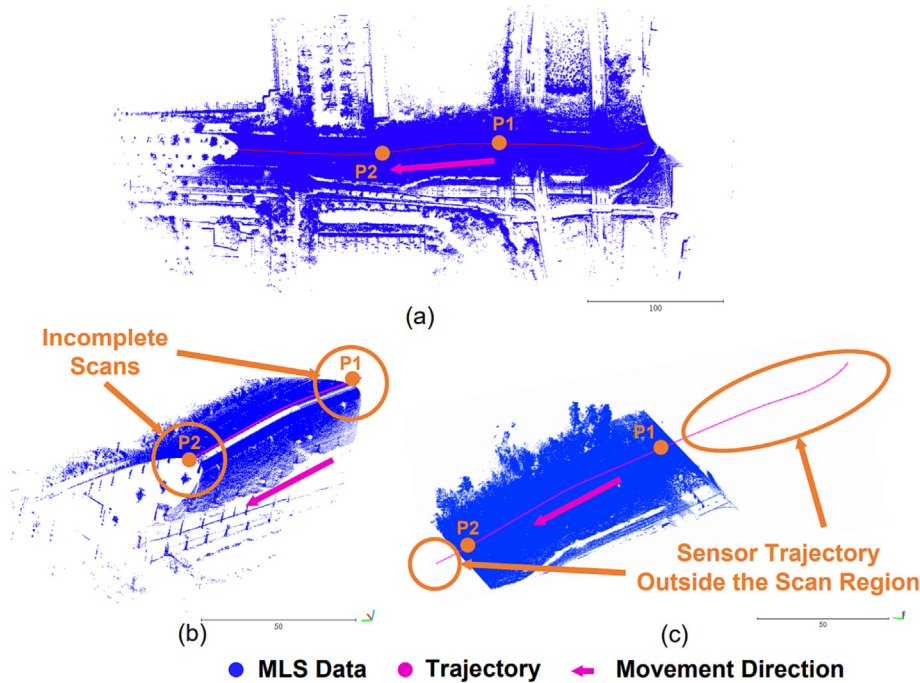 P1
P2
100
(a)
Incomplete
Scans
P1
P2
50
(b)
P1
P2
Sensor Trajectory
Outside the Scan Region
50
(c)
MLS Data
Trajectory
Movement Direction